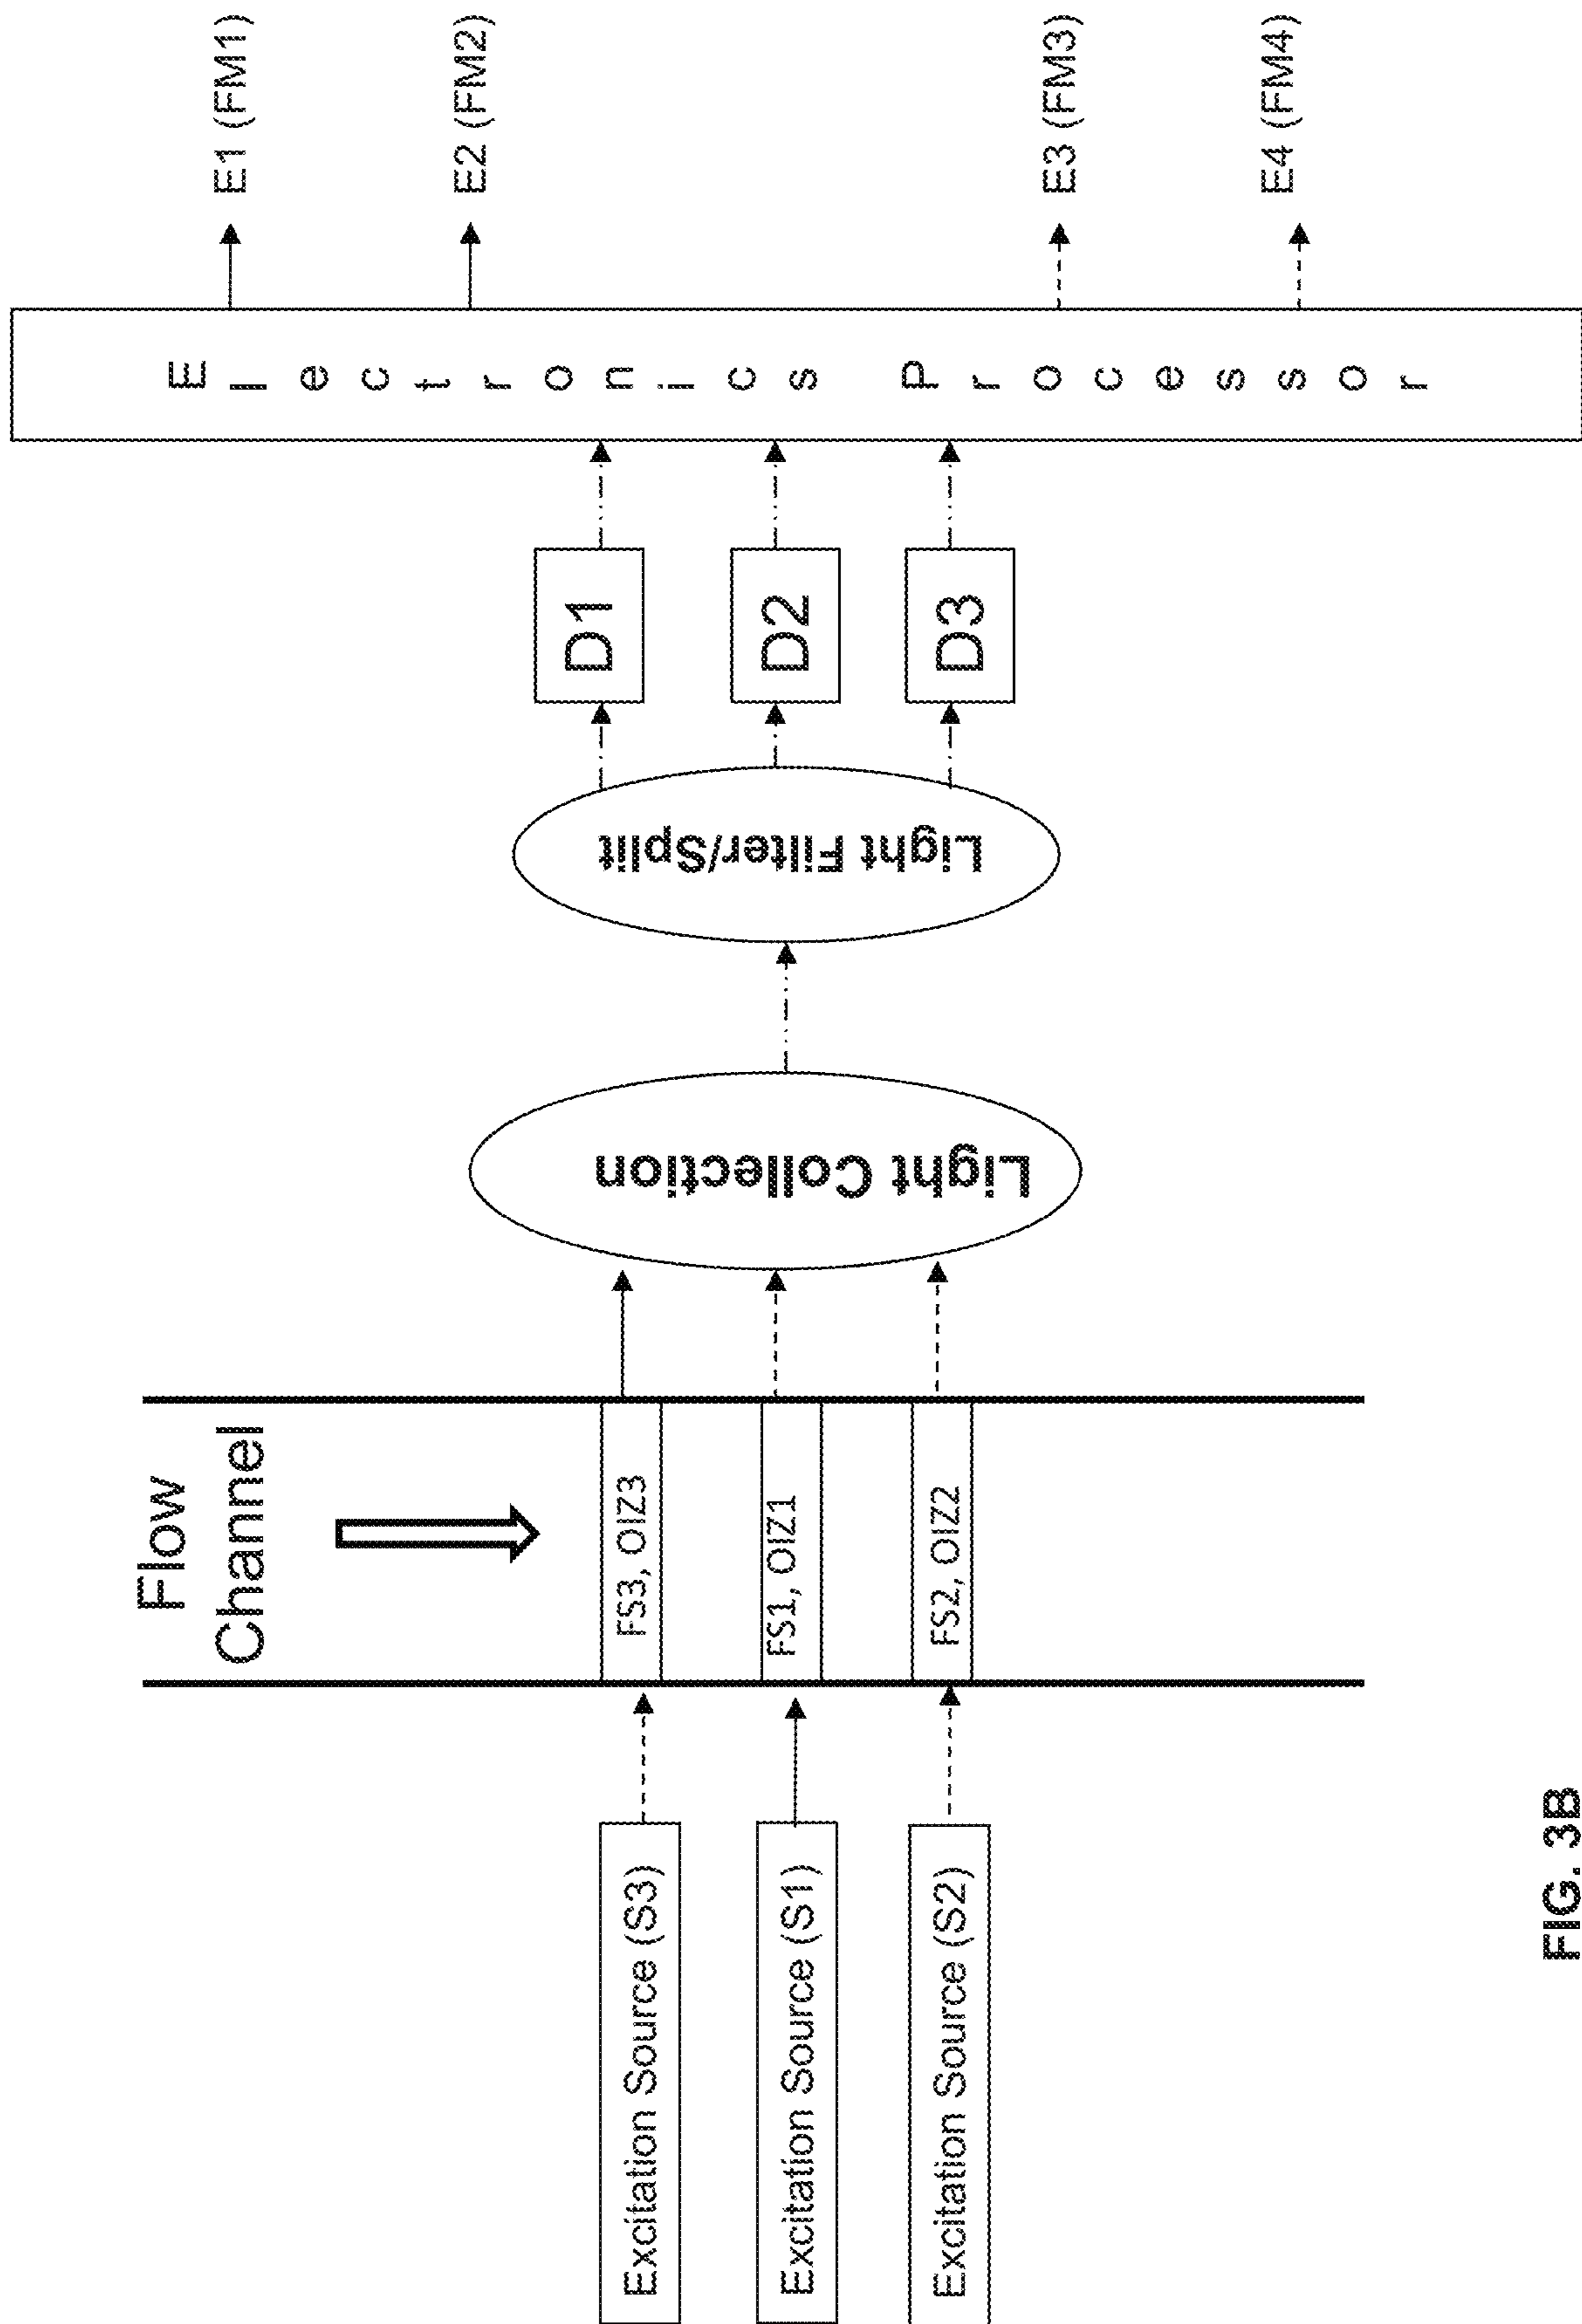 Flow
Channel
Excitation Source (S3)
Excitation Source (S1)
Excitation Source (S2)
FS3, OIZ3
FS1, OIZ1
FS2, OIZ2
Light Collection
Light Filter/Split
D1
D2
D3
Electronics Processor
E1 (FM1)
E2 (FM2)
E3 (FM3)
E4 (FM4)
FIG. 3B